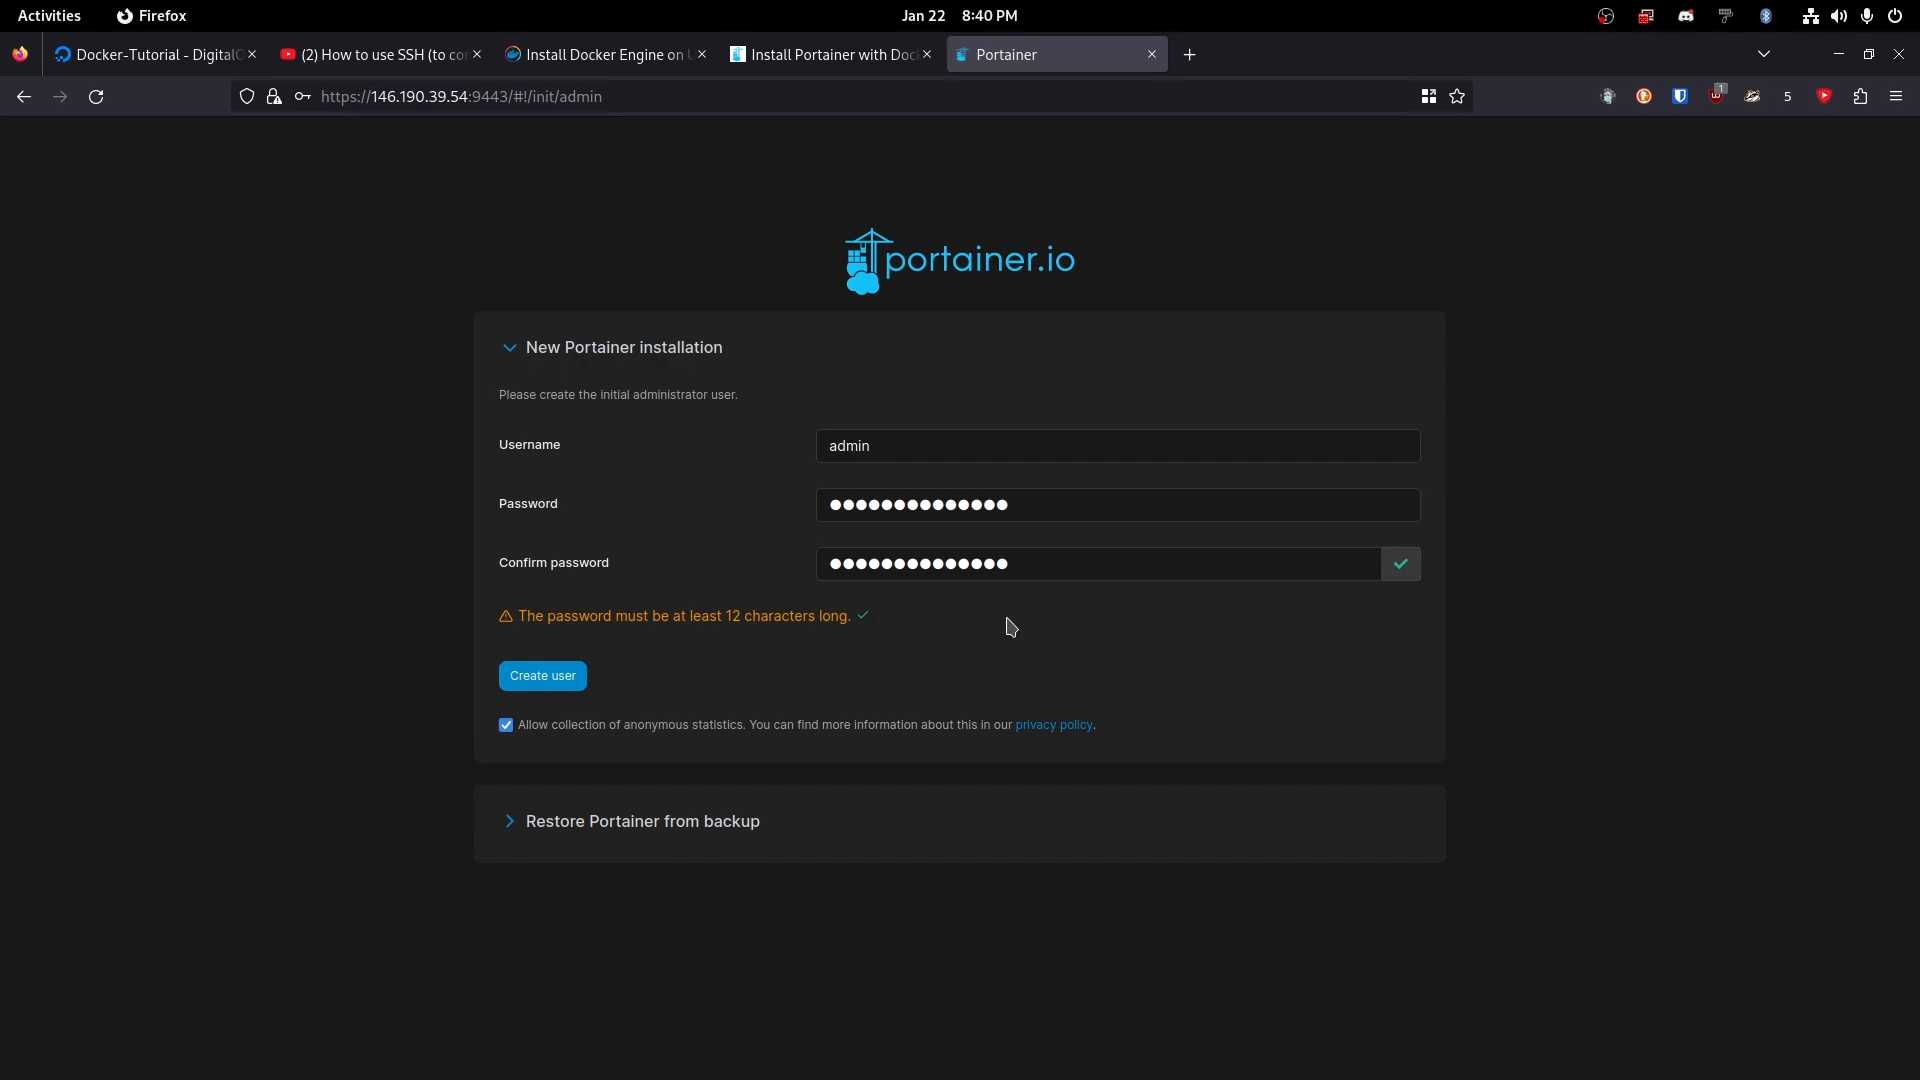 Activities
Firefox
Jan 22 8:40 PM
Docker-Tutorial - Digital
(2) How to use SSH (to co
Install Docker Engine on
Install Portainer with Doc
Portainer
https://146.190.39.54:9443/#!/init/admin
1
5
portainer.io
New Portainer installation
Please create the initial administrator user.
Username
admin
Password
Confirm password
The password must be at least 12 characters long.
Create user
Allow collection of anonymous statistics. You can find more information about this in our privacy policy.
Restore Portainer from backup